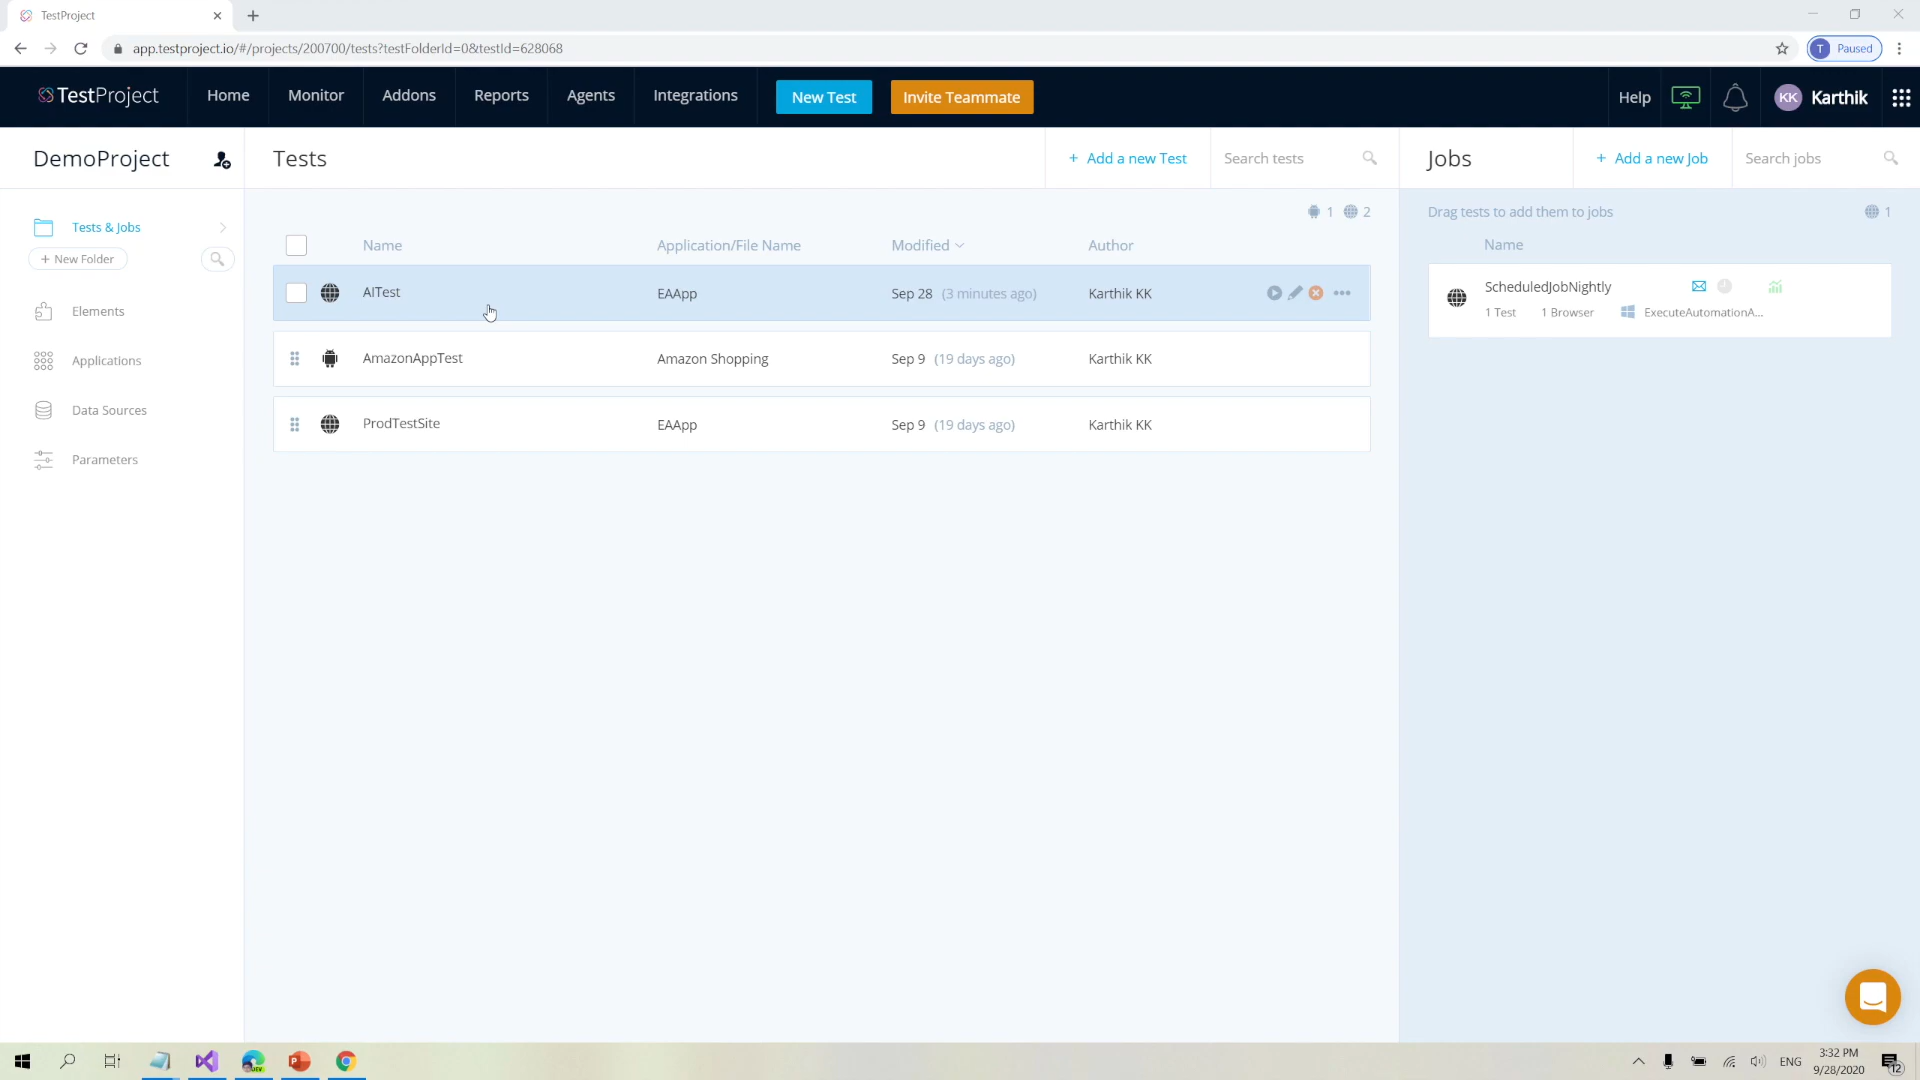 TestProject
app.testproject.io/#/projects/200700/tests?testFolderId=0&testId=628068
T Paused
TestProject Home Monitor Addons Reports Agents Integrations New Test Invite Teammate Help KK Karthik
DemoProject Tests + Add a new Test Search tests Jobs + Add a new Job Search jobs
Tests & Jobs
+ New Folder
Elements
Applications
Data Sources
Parameters
1 2
Name Application/File Name Modified Author
AITest EAApp Sep 28 (3 minutes ago) Karthik KK
AmazonAppTest Amazon Shopping Sep 9 (19 days ago) Karthik KK
ProdTestSite EAApp Sep 9 (19 days ago) Karthik KK
Drag tests to add them to jobs 1
Name
ScheduledJobNightly
1 Test 1 Browser ExecuteAutomationA...
DEV
ENG
3:32 PM
9/28/2020
12